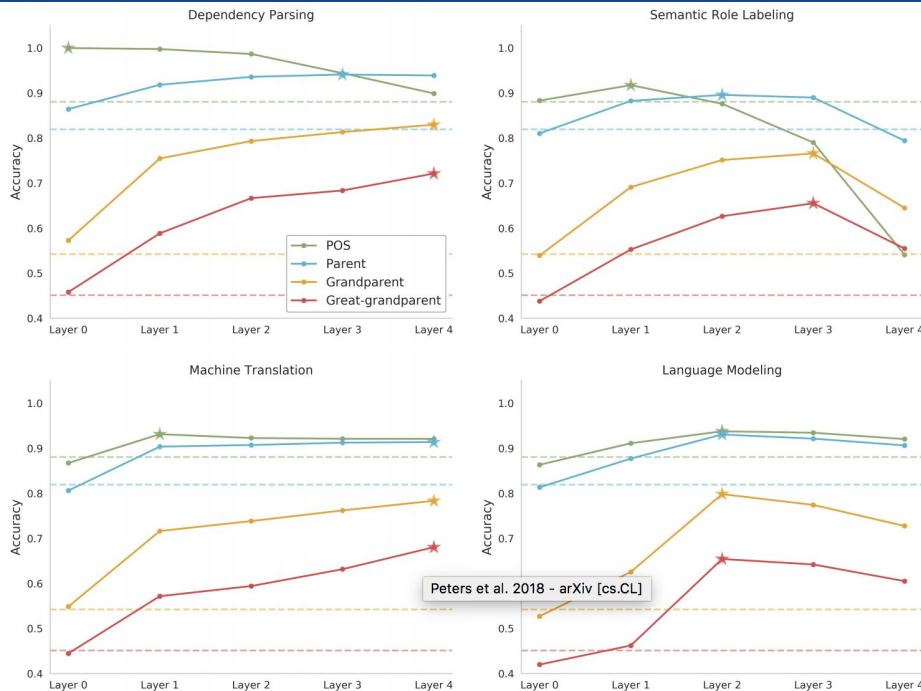 Dependency Parsing
Accuracy
1.0
0.9
0.8
0.7
0.6
0.5
0.4
Layer 0 Layer 1 Layer 2 Layer 3 Layer 4
POS
Parent
Grandparent
Great-grandparent
Semantic Role Labeling
Accuracy
1.0
0.9
0.8
0.7
0.6
0.5
0.4
Layer 0 Layer 1 Layer 2 Layer 3 Layer 4
Machine Translation
Accuracy
1.0
0.9
0.8
0.7
0.6
0.5
0.4
Layer 0 Layer 1 Layer 2 Layer 3 Layer 4
Language Modeling
Accuracy
1.0
0.9
0.8
0.7
0.6
0.5
0.4
Layer 0 Layer 1 Layer 2 Layer 3 Layer 4
Peters et al. 2018 - arXiv [cs.CL]